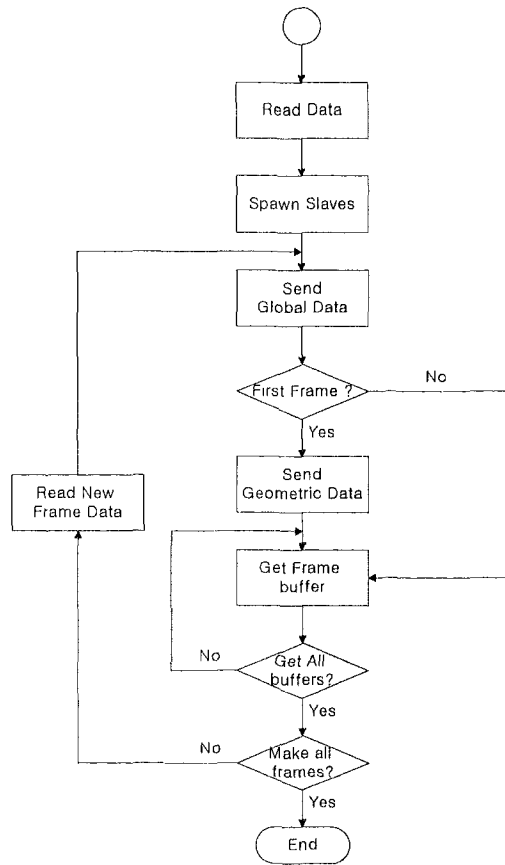 Read Data
Spawn Slaves
Send
Global Data
First Frame ?
No
Yes
Send
Geometric Data
Read New
Frame Data
Get Frame
buffer
No
Get All
buffers?
Yes
No
Make all
frames?
Yes
End